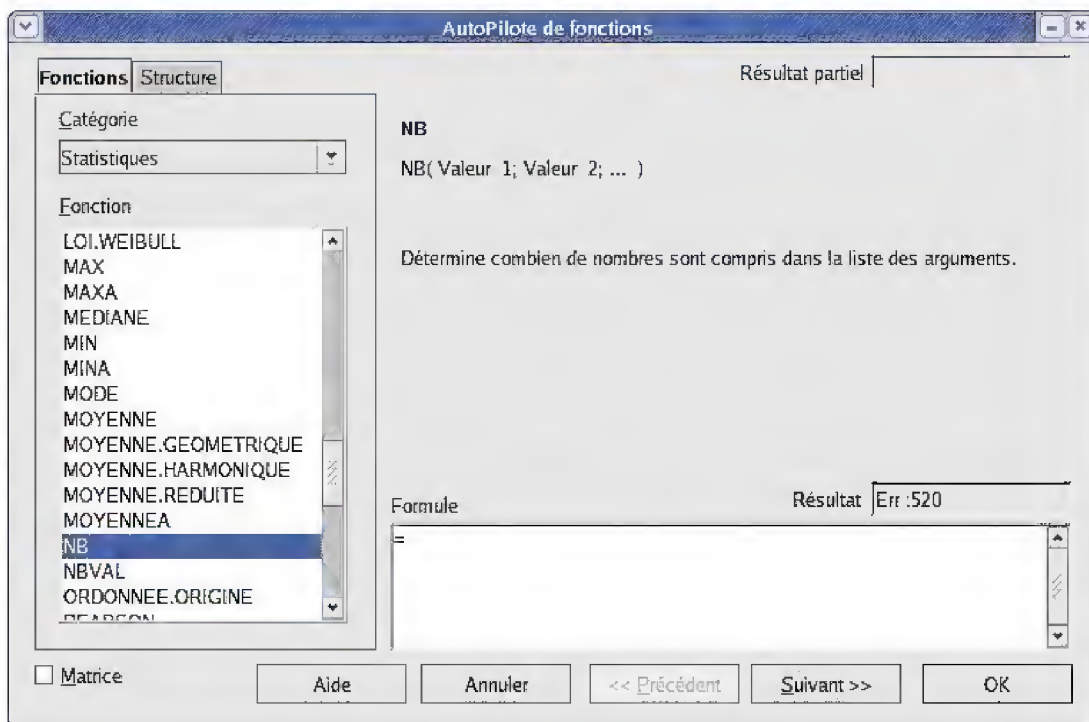 AutoPilote de fonctions
Fonctions Structure
Résultat partiel
Catégorie
Statistiques
Fonction
LOI.WEIBULL
MAX
MAXA
MEDIANE
MIN
MINA
MODE
MOYENNE
MOYENNE.GEOMETRIQUE
MOYENNE.HARMONIQUE
MOYENNE.REDUITE
MOYENNEA
NB
NBVAL
ORDONNEE.ORIGINE
PEARSON
NB
NB( Valeur 1; Valeur 2; ... )
Détermine combien de nombres sont compris dans la liste des arguments.
Formule
Résultat Err :520
=
Matrice
Aide
Annuler
<< Précédent
Suivant >>
OK